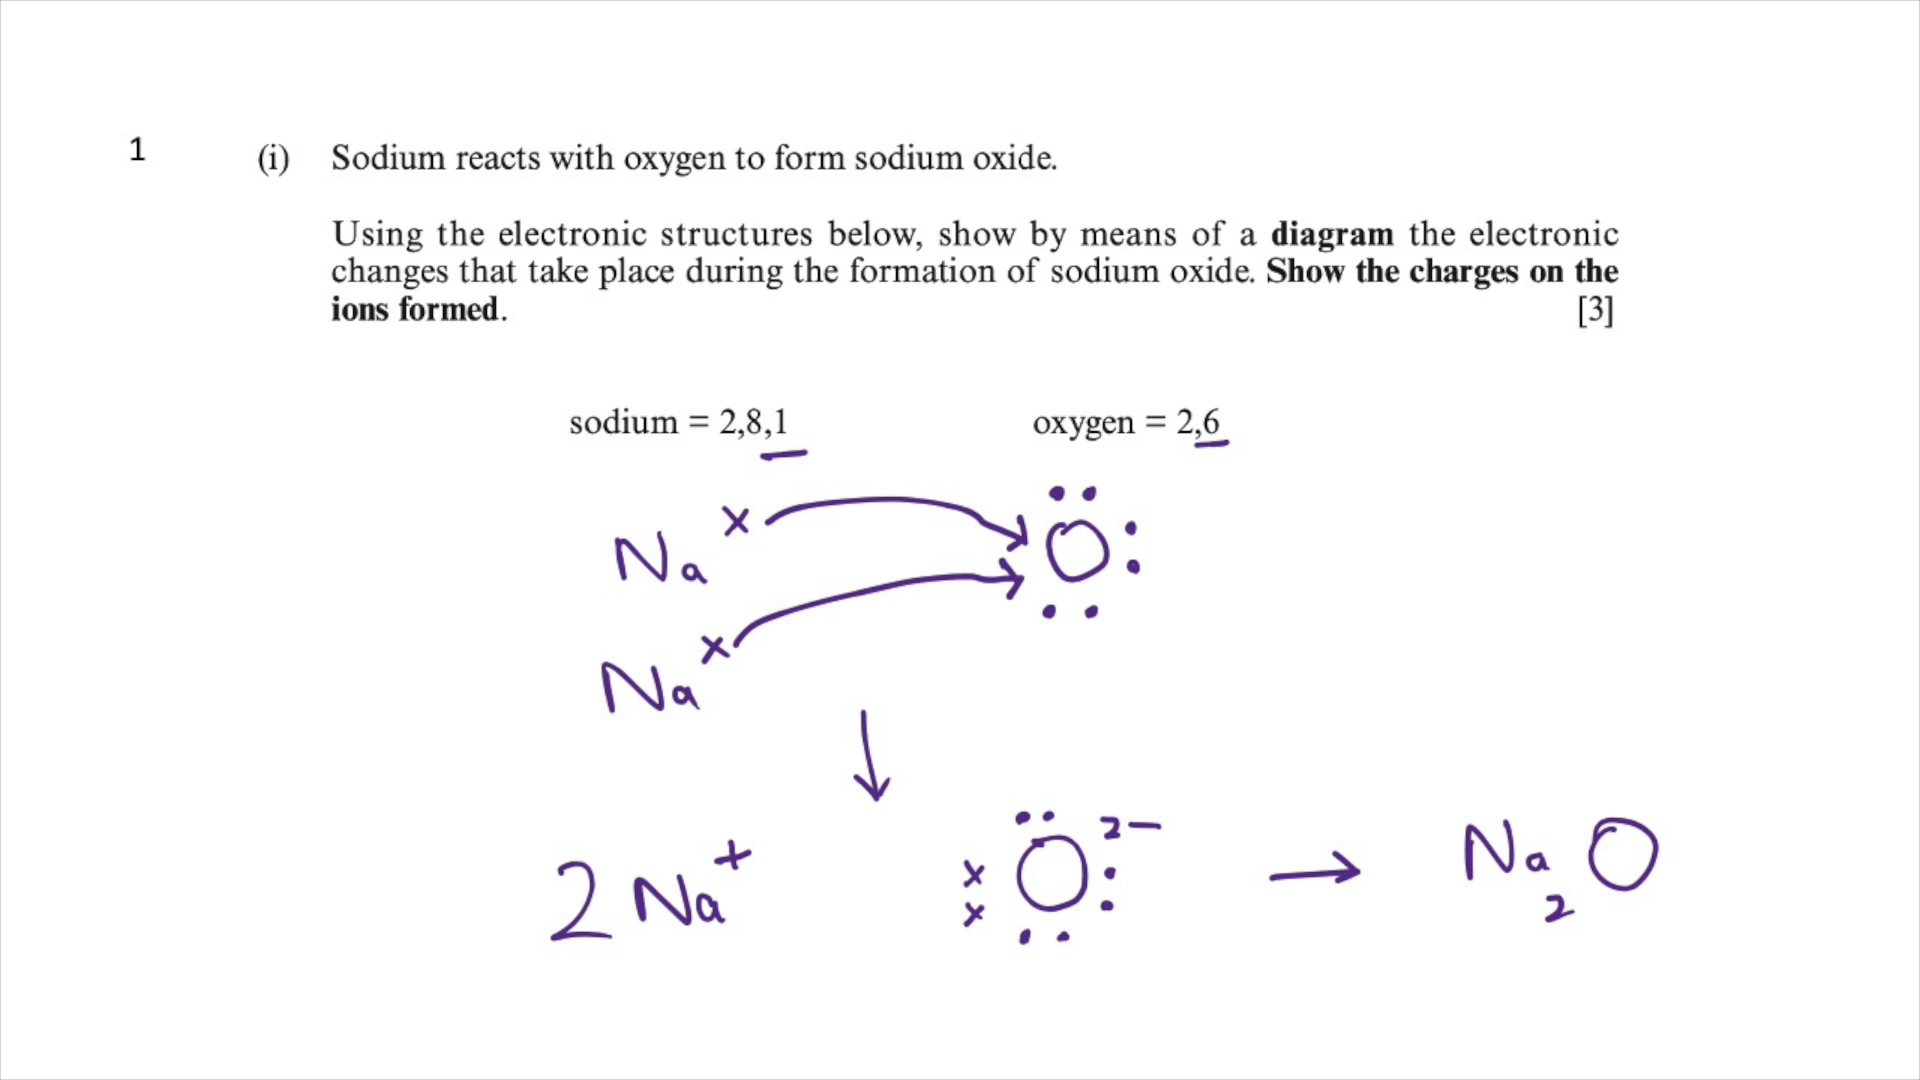 1 (i) Sodium reacts with oxygen to form sodium oxide.
Using the electronic structures below, show by means of a diagram the electronic
changes that take place during the formation of sodium oxide. Show the charges on the
ions formed. [3]
sodium = 2,8,1 oxygen = 2,6
Na x O
Na x
2 Na + x x O 2− → Na2O